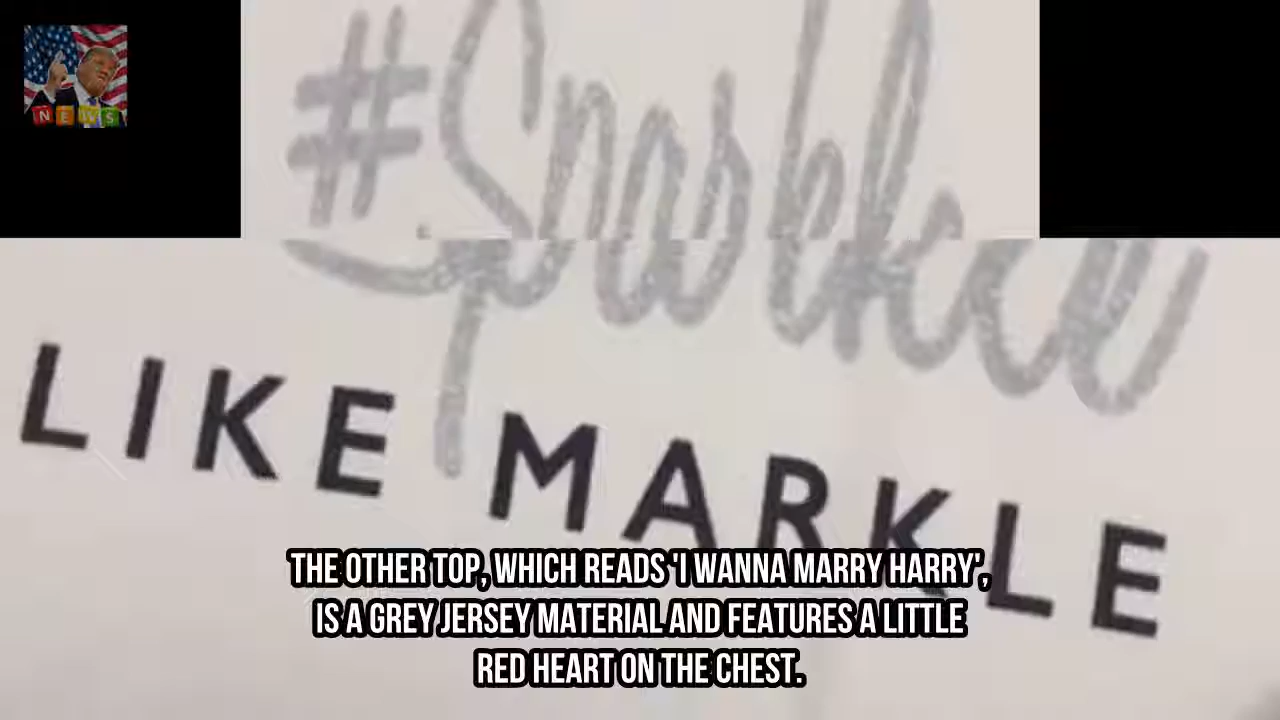 NEWS
#Sparkle
LIKE MARKLE
THE OTHER TOP, WHICH READS 'I WANNA MARRY HARRY',
IS A GREY JERSEY MATERIAL AND FEATURES A LITTLE
RED HEART ON THE CHEST.